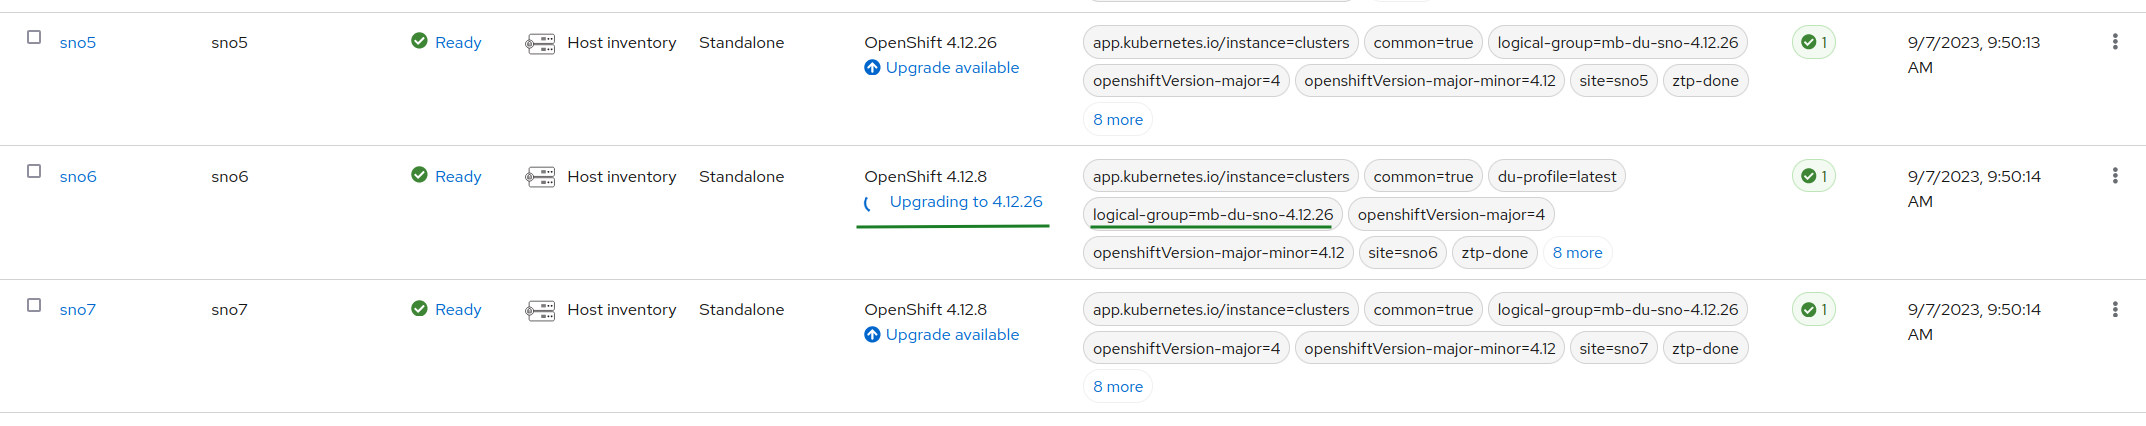 sno5 sno5 Ready Host inventory Standalone OpenShift 4.12.26 app.kubernetes.io/instance=clusters common=true logical-group=mb-du-sno-4.12.26 1 9/7/2023, 9:50:13
Upgrade available AM
openshiftVersion-major=4 openshiftVersion-major-minor=4.12 site=sno5 ztp-done
8 more
sno6 sno6 Ready Host inventory Standalone OpenShift 4.12.8 app.kubernetes.io/instance=clusters common=true du-profile=latest 1 9/7/2023, 9:50:14
Upgrading to 4.12.26 AM
logical-group=mb-du-sno-4.12.26 openshiftVersion-major=4
openshiftVersion-major-minor=4.12 site=sno6 ztp-done 8 more
sno7 sno7 Ready Host inventory Standalone OpenShift 4.12.8 app.kubernetes.io/instance=clusters common=true logical-group=mb-du-sno-4.12.26 1 9/7/2023, 9:50:14
Upgrade available AM
openshiftVersion-major=4 openshiftVersion-major-minor=4.12 site=sno7 ztp-done
8 more